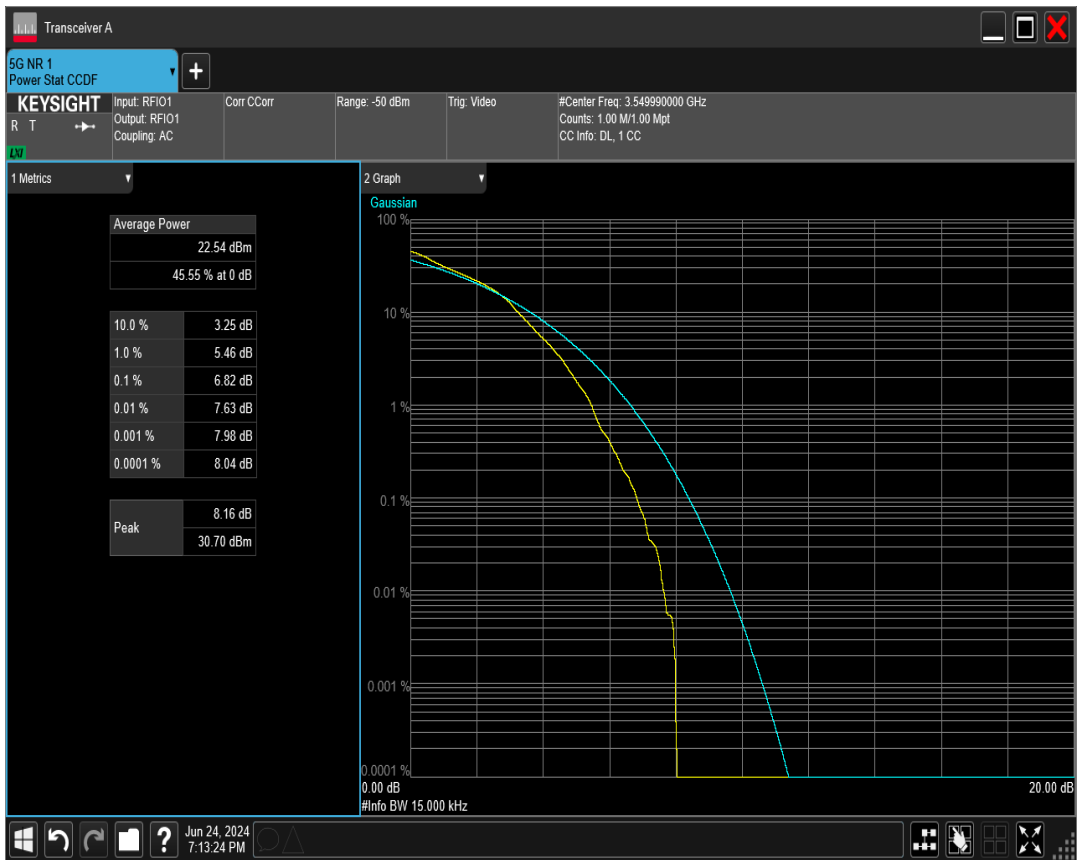 Transceiver A
5G NR 1
Power Stat CCDF
KEYSIGHT
R T
LXI
Input: RFIO1
Output: RFIO1
Coupling: AC
Corr CCorr
Range: -50 dBm
Trig: Video
#Center Freq: 3.549990000 GHz
Counts: 1.00 M/1.00 Mpt
CC Info: DL, 1 CC
1 Metrics
Average Power
22.54 dBm
45.55 % at 0 dB
10.0 % 3.25 dB
1.0 % 5.46 dB
0.1 % 6.82 dB
0.01 % 7.63 dB
0.001 % 7.98 dB
0.0001 % 8.04 dB
Peak
8.16 dB
30.70 dBm
2 Graph
Gaussian
100 %
10 %
1 %
0.1 %
0.01 %
0.001 %
0.0001 %
0.00 dB 20.00 dB
#Info BW 15.000 kHz
Jun 24, 2024
7:13:24 PM